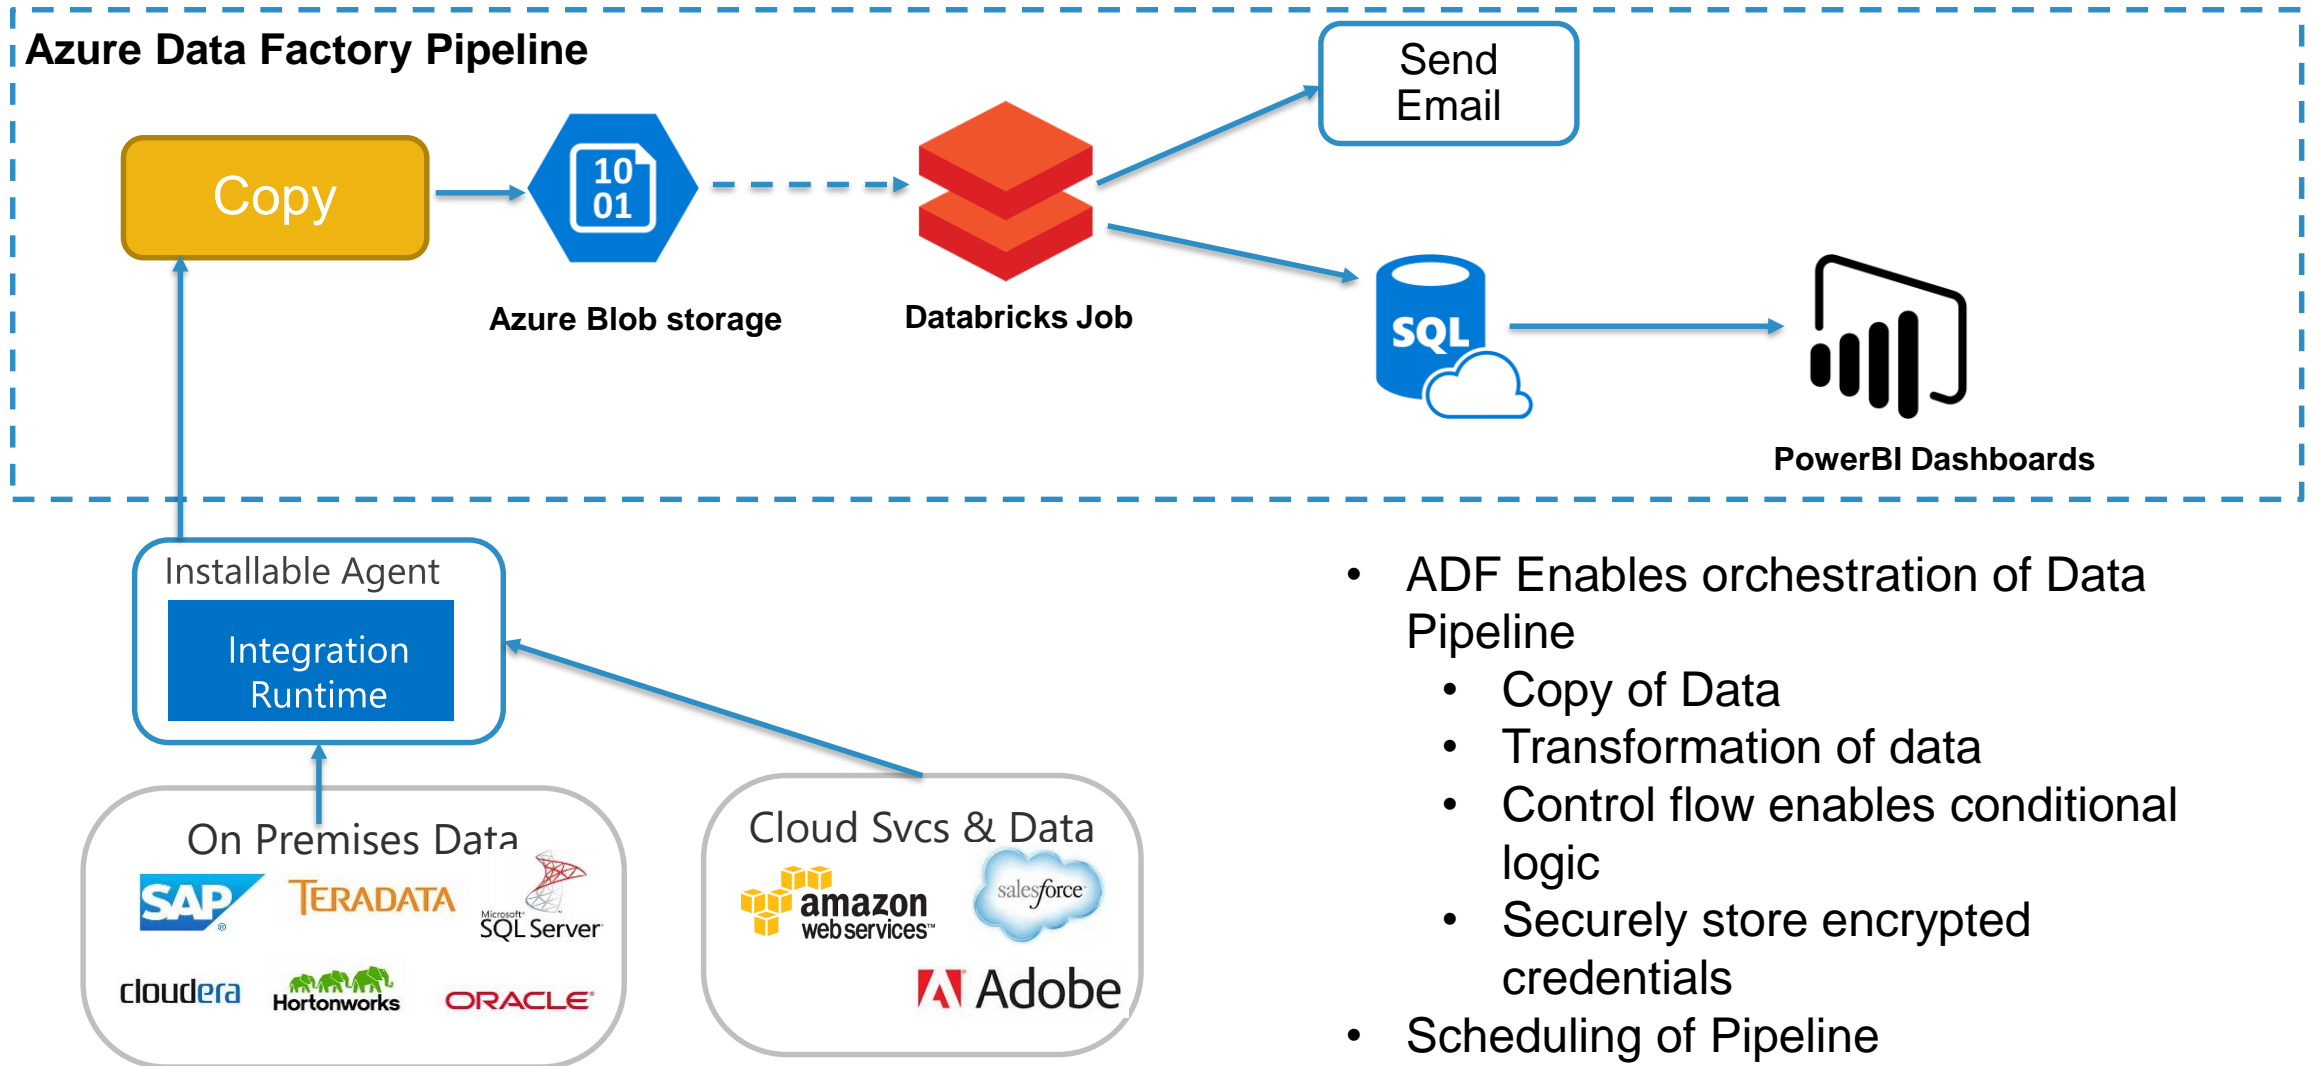 Azure Data Factory Pipeline
Send
Email
Copy
10
01
Azure Blob storage
Databricks Job
SQL
PowerBI Dashboards
Installable Agent
Integration
Runtime
On Premises Data
SAP
®
TERADATA
Microsoft®
SQL Server
cloudera
Hortonworks
ORACLE®
Cloud Svcs & Data
amazon
web services™
salesforce
Adobe
• ADF Enables orchestration of Data
Pipeline
• Copy of Data
• Transformation of data
• Control flow enables conditional
logic
• Securely store encrypted
credentials
• Scheduling of Pipeline